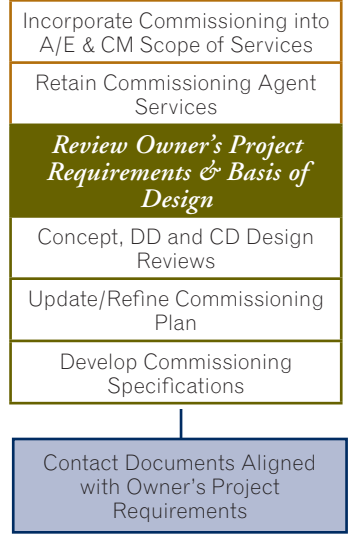 Incorporate Commissioning into
A/E & CM Scope of Services
Retain Commissioning Agent
Services
Review Owner's Project
Requirements & Basis of
Design
Concept, DD and CD Design
Reviews
Update/Refine Commissioning
Plan
Develop Commissioning
Specifications
Contact Documents Aligned
with Owner's Project
Requirements